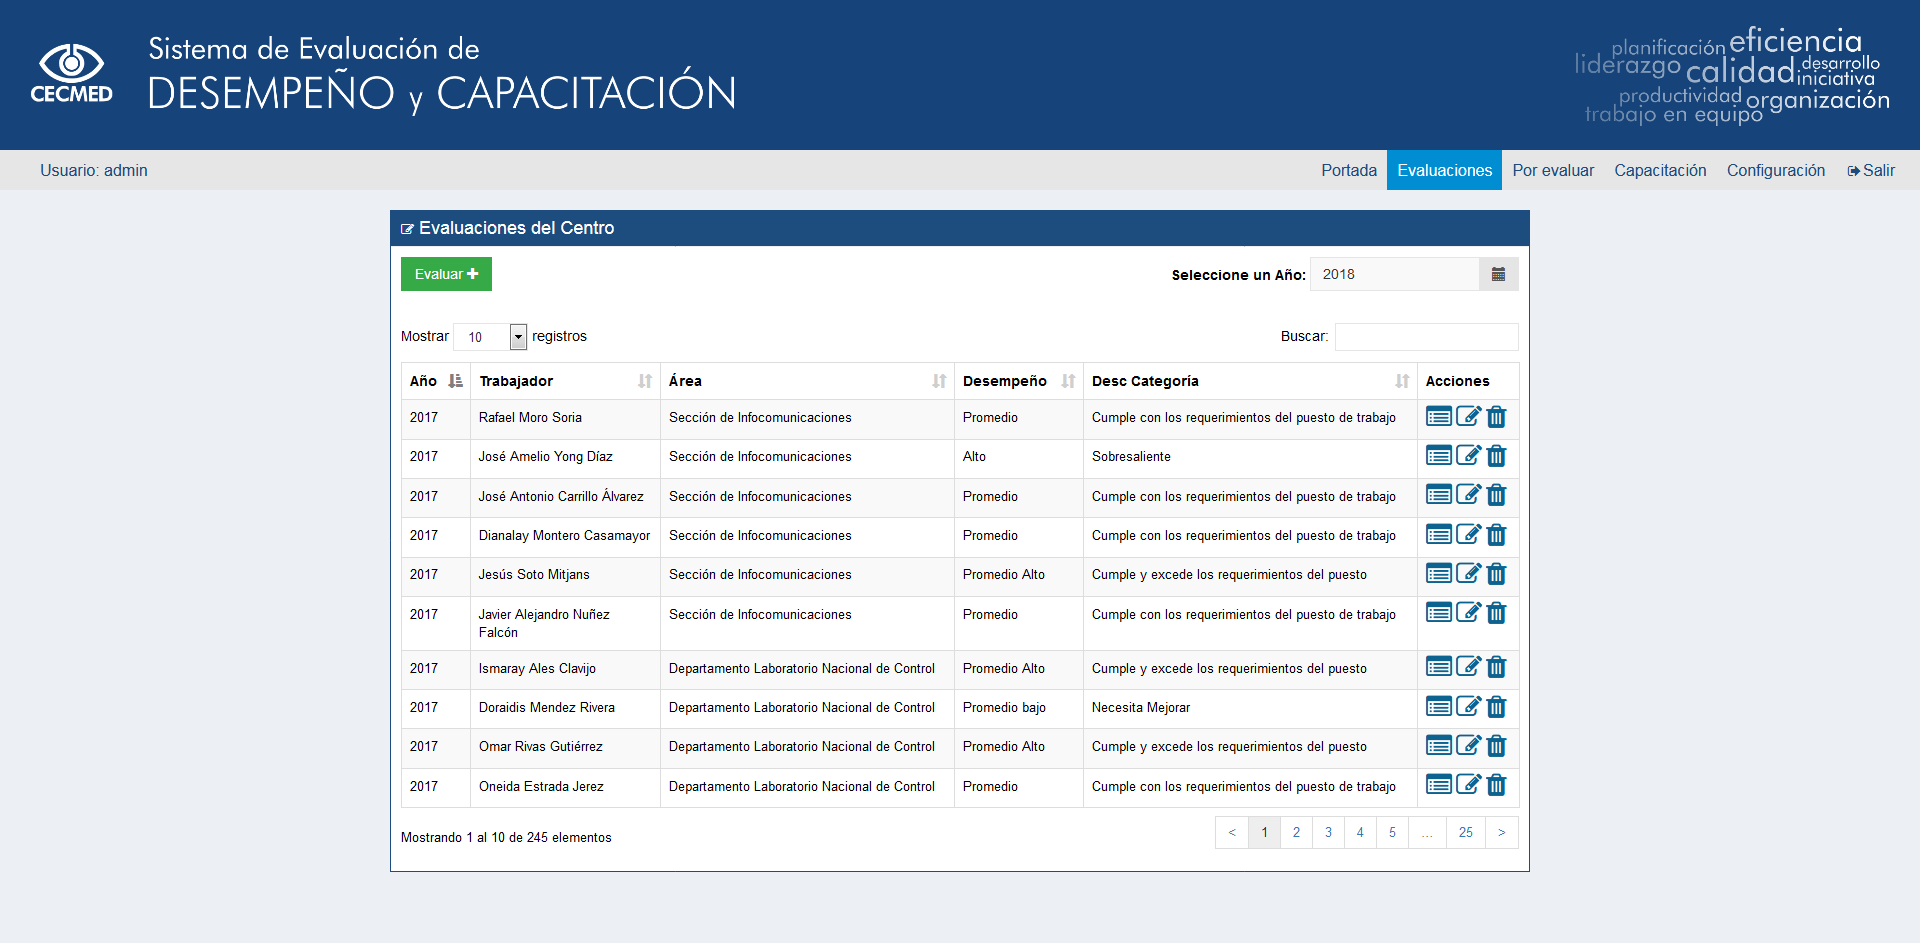 CECMED
Sistema de Evaluación de
DESEMPEÑO y CAPACITACIÓN
planificación eficiencia
liderazgo calidad desarrollo
iniciativa
productividad organización
trabajo en equipo
Usuario: admin
Portada Evaluaciones Por evaluar Capacitación Configuración Salir
Evaluaciones del Centro
Evaluar Seleccione un Año: 2018
Mostrar 10 registros Buscar:
Año Trabajador Área Desempeño Desc Categoría Acciones
2017 Rafael Moro Soria Sección de Infocomunicaciones Promedio Cumple con los requerimientos del puesto de trabajo
2017 José Amelio Yong Díaz Sección de Infocomunicaciones Alto Sobresaliente
2017 José Antonio Carrillo Álvarez Sección de Infocomunicaciones Promedio Cumple con los requerimientos del puesto de trabajo
2017 Dianalay Montero Casamayor Sección de Infocomunicaciones Promedio Cumple con los requerimientos del puesto de trabajo
2017 Jesús Soto Mitjans Sección de Infocomunicaciones Promedio Alto Cumple y excede los requerimientos del puesto
2017 Javier Alejandro Nuñez Sección de Infocomunicaciones Promedio Cumple con los requerimientos del puesto de trabajo
Falcón
2017 Ismaray Ales Clavijo Departamento Laboratorio Nacional de Control Promedio Alto Cumple y excede los requerimientos del puesto
2017 Doraidis Mendez Rivera Departamento Laboratorio Nacional de Control Promedio bajo Necesita Mejorar
2017 Omar Rivas Gutiérrez Departamento Laboratorio Nacional de Control Promedio Alto Cumple y excede los requerimientos del puesto
2017 Oneida Estrada Jerez Departamento Laboratorio Nacional de Control Promedio Cumple con los requerimientos del puesto de trabajo
Mostrando 1 al 10 de 245 elementos
< 1 2 3 4 5 ... 25 >